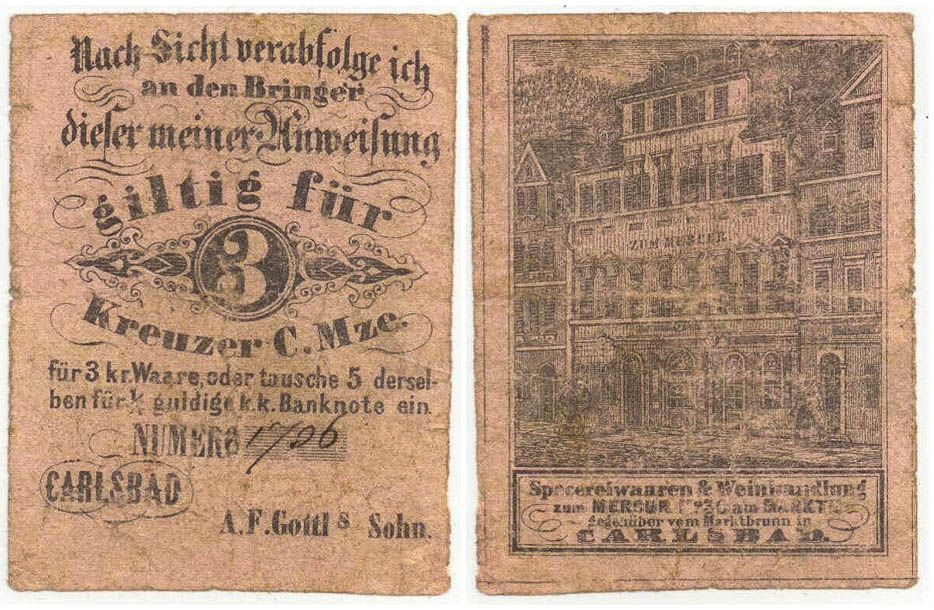 Nach Sicht verabfolge ich
an den Bringer
dieser meiner Anweisung
giltig für
3
Kreuzer C. Mze.
für 3 kr. Waare, oder tausche 5 dersel-
ben für ¼ guldige k.k. Banknote ein.
NUMERO 1726
CARLSBAD
A. F. Gottl s Sohn.
ZUM MERCUR
Specereiwaaren & Weinhandlung
zum MERCUR am MARKTE
gegenüber vom Marktbrunn in
CARLSBAD.